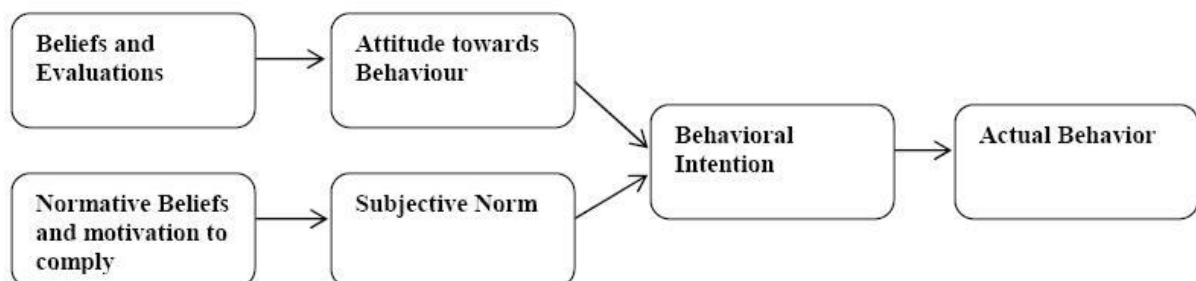 Beliefs and
Evaluations
Attitude towards
Behaviour
Behavioral
Intention
Actual Behavior
Normative Beliefs
and motivation to
comply
Subjective Norm